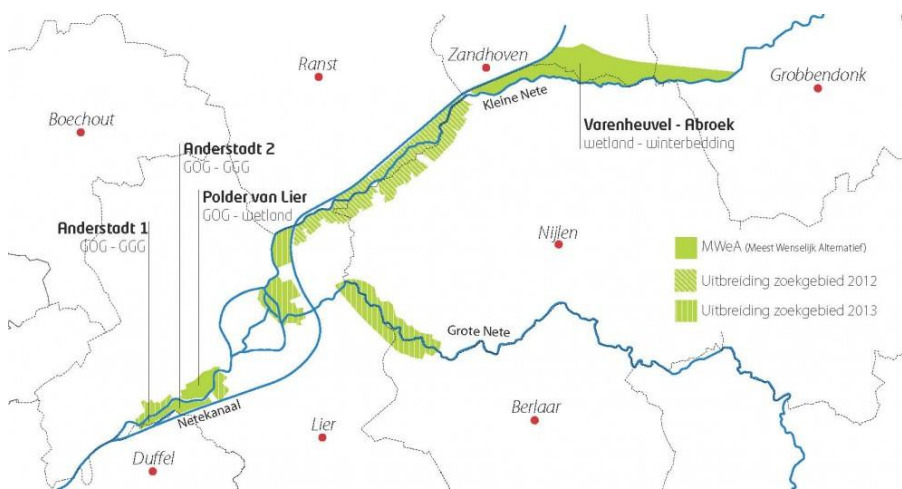 Zandhoven
Ranst
Grobbendonk
Kleine Nete
Boechout
Varenheuvel - Abroek
wetland - winterbedding
Anderstadt 2
GOG - GGG
Polder van Lier
GOG - wetland
Anderstadt 1
GOG - GGG
Nijlen
MWeA (Meest Wenselijk Alternatief)
Uitbreiding zoekgebied 2012
Uitbreiding zoekgebied 2013
Grote Nete
Netekanaal
Berlaar
Lier
Duffel